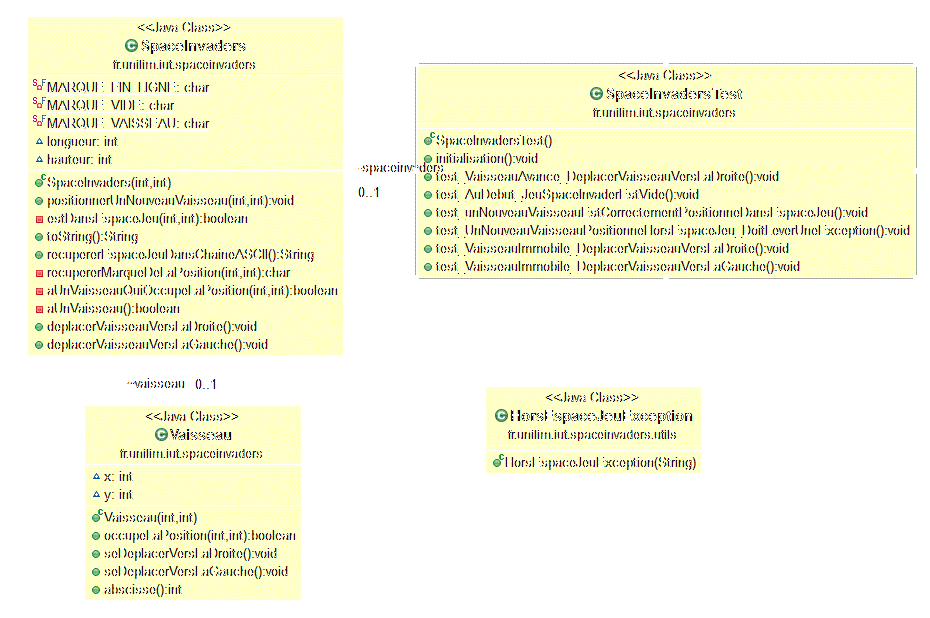 <<Java Class>>
SpaceInvaders
fr.unilim.iut.spaceinvaders
MARQUE_FIN_LIGNE: char
MARQUE_VIDE: char
MARQUE_VAISSEAU: char
longueur: int
hauteur: int
SpaceInvaders(int,int)
positionnerUnNouveauVaisseau(int,int):void
estDansEspaceJeu(int,int):boolean
toString():String
recupererEspaceJeuDansChaineASCII():String
recupererMarqueDeLaPosition(int,int):char
aUnVaisseauQuiOccupeLaPosition(int,int):boolean
aUnVaisseau():boolean
deplacerVaisseauVersLaDroite():void
deplacerVaisseauVersLaGauche():void
~spaceinvaders
0..1
<<Java Class>>
SpaceInvadersTest
fr.unilim.iut.spaceinvaders
SpaceInvadersTest()
initialisation():void
test_VaisseauAvance_DeplacerVaisseauVersLaDroite():void
test_AuDebut_JeuSpaceInvaderEstVide():void
test_unNouveauVaisseauEstCorrectementPositionneDansEspaceJeu():void
test_UnNouveauVaisseauPositionneHorsEspaceJeu_DoitLeverUneException():void
test_VaisseauImmobile_DeplacerVaisseauVersLaDroite():void
test_VaisseauImmobile_DeplacerVaisseauVersLaGauche():void
~vaisseau 0..1
<<Java Class>>
Vaisseau
fr.unilim.iut.spaceinvaders
x: int
y: int
Vaisseau(int,int)
occupeLaPosition(int,int):boolean
seDeplacerVersLaDroite():void
seDeplacerVersLaGauche():void
abscisse():int
<<Java Class>>
HorsEspaceJeuException
fr.unilim.iut.spaceinvaders.utils
HorsEspaceJeuException(String)